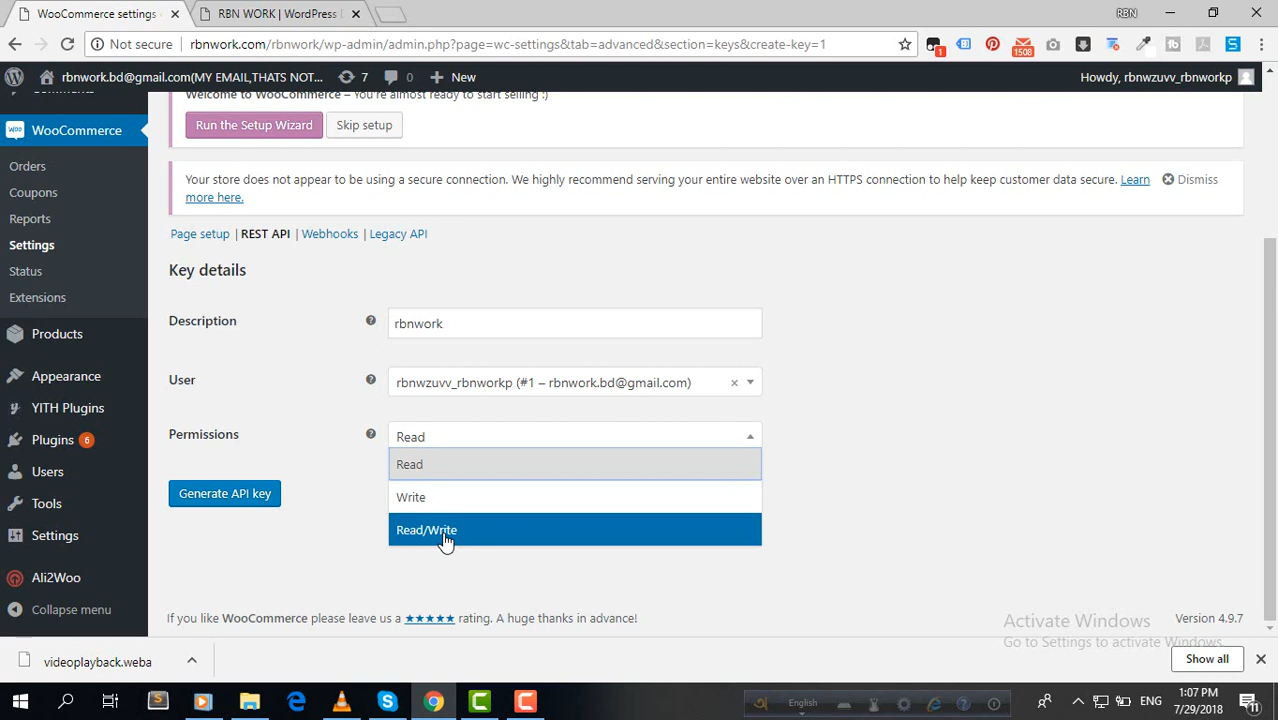 WooCommerce settings
RBN WORK | WordPress
RBN
Not secure
rbnwork.com/rbnwork/wp-admin/admin.php?page=wc-settings&tab=advanced&section=keys&create-key=1
1
1508
rbnwork.bd@gmail.com(MY EMAIL,THATS NOT...
7
0
New
Howdy, rbnwzuvv_rbnworkp
Comments
WooCommerce
Orders
Coupons
Reports
Settings
Status
Extensions
Products
Appearance
YITH Plugins
Plugins 6
Users
Tools
Settings
Ali2Woo
Collapse menu
Welcome to WooCommerce – You're almost ready to start selling :)
Run the Setup Wizard
Skip setup
Your store does not appear to be using a secure connection. We highly recommend serving your entire website over an HTTPS connection to help keep customer data secure. Learn
more here.
Dismiss
Page setup | REST API | Webhooks | Legacy API
Key details
Description
rbnwork
User
rbnwzuvv_rbnworkp (#1 – rbnwork.bd@gmail.com)
Permissions
Read
Read
Write
Read/Write
Generate API key
If you like WooCommerce please leave us a ★★★★★ rating. A huge thanks in advance!
Version 4.9.7
Activate Windows
Go to Settings to activate Windows.
videoplayback.weba
Show all
English
ENG
1:07 PM
7/29/2018
11